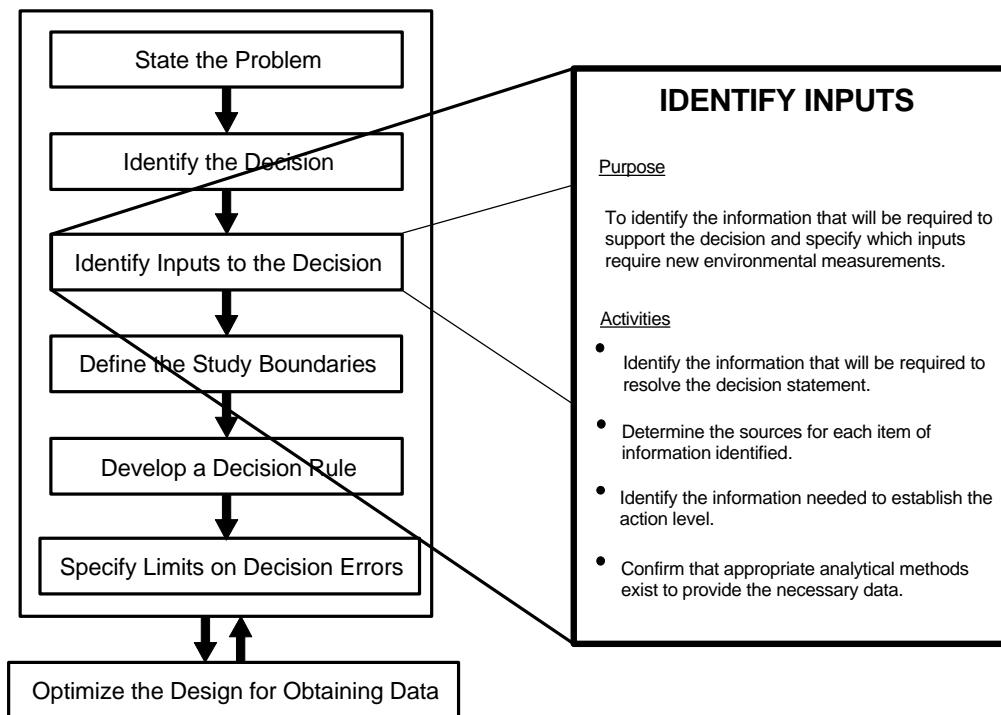 State the Problem
Identify the Decision
Identify Inputs to the Decision
Define the Study Boundaries
Develop a Decision Rule
Specify Limits on Decision Errors
Optimize the Design for Obtaining Data
IDENTIFY INPUTS
Purpose
To identify the information that will be required to
support the decision and specify which inputs
require new environmental measurements.
Activities
• Identify the information that will be required to
resolve the decision statement.
• Determine the sources for each item of
information identified.
• Identify the information needed to establish the
action level.
• Confirm that appropriate analytical methods
exist to provide the necessary data.